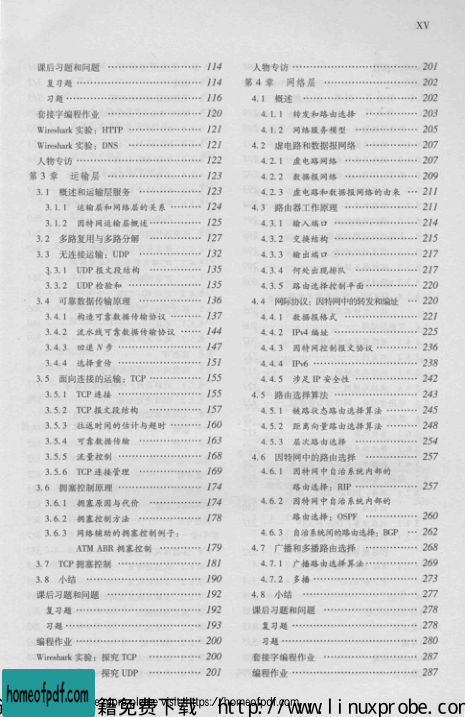 XV
课后习题和问题 ………………… 114
复习题 ………………… 114
习题 ………………… 116
套接字编程作业 ………………… 120
Wireshark 实验：HTTP ………………… 121
Wireshark 实验：DNS ………………… 121
人物专访 ………………… 122
第 3 章 运输层 ………………… 123
3.1 概述和运输层服务 ………………… 123
3.1.1 运输层和网络层的关系 ………………… 124
3.1.2 因特网运输层概述 ………………… 125
3.2 多路复用与多路分解 ………………… 127
3.3 无连接运输：UDP ………………… 132
3.3.1 UDP 报文段结构 ………………… 135
3.3.2 UDP 检验和 ………………… 135
3.4 可靠数据传输原理 ………………… 136
3.4.1 构造可靠数据传输协议 ………………… 137
3.4.2 流水线可靠数据传输协议 ………………… 144
3.4.3 回退 N 步 ………………… 147
3.4.4 选择重传 ………………… 151
3.5 面向连接的运输：TCP ………………… 155
3.5.1 TCP 连接 ………………… 155
3.5.2 TCP 报文段结构 ………………… 157
3.5.3 往返时间的估计与超时 ………………… 160
3.5.4 可靠数据传输 ………………… 163
3.5.5 流量控制 ………………… 168
3.5.6 TCP 连接管理 ………………… 169
3.6 拥塞控制原理 ………………… 174
3.6.1 拥塞原因与代价 ………………… 174
3.6.2 拥塞控制方法 ………………… 178
3.6.3 网络辅助的拥塞控制例子：
ATM ABR 拥塞控制 ………………… 179
3.7 TCP 拥塞控制 ………………… 181
3.8 小结 ………………… 190
课后习题和问题 ………………… 192
复习题 ………………… 192
习题 ………………… 193
编程作业 ………………… 200
Wireshark 实验：探究 TCP ………………… 200
探究 UDP ………………… 201
人物专访 ………………… 201
第 4 章 网络层 ………………… 202
4.1 概述 ………………… 202
4.1.1 转发和路由选择 ………………… 203
4.1.2 网络服务模型 ………………… 205
4.2 虚电路和数据报网络 ………………… 207
4.2.1 虚电路网络 ………………… 207
4.2.2 数据报网络 ………………… 209
4.2.3 虚电路和数据报网络的由来 … 211
4.3 路由器工作原理 ………………… 211
4.3.1 输入端口 ………………… 214
4.3.2 交换结构 ………………… 215
4.3.3 输出端口 ………………… 217
4.3.4 何处出现排队 ………………… 217
4.3.5 路由选择控制平面 ………………… 220
4.4 网际协议：因特网中的转发和编址 … 220
4.4.1 数据报格式 ………………… 221
4.4.2 IPv4 编址 ………………… 225
4.4.3 因特网控制报文协议 ………………… 236
4.4.4 IPv6 ………………… 238
4.4.5 涉足 IP 安全性 ………………… 242
4.5 路由选择算法 ………………… 243
4.5.1 链路状态路由选择算法 ………………… 245
4.5.2 距离向量路由选择算法 ………………… 248
4.5.3 层次路由选择 ………………… 254
4.6 因特网中的路由选择 ………………… 257
4.6.1 因特网中自治系统内部的
路由选择：RIP ………………… 257
4.6.2 因特网中自治系统内部的
路由选择：OSPF ………………… 260
4.6.3 自治系统间的路由选择：BGP … 262
4.7 广播和多播路由选择 ………………… 268
4.7.1 广播路由选择算法 ………………… 269
4.7.2 多播 ………………… 273
4.8 小结 ………………… 277
课后习题和问题 ………………… 278
复习题 ………………… 278
习题 ………………… 280
套接字编程作业 ………………… 287
编程作业 ………………… 287
homeofpdf.com
visit https://homeofpdf.com
籍免费下载 http://www.linuxprobe.com